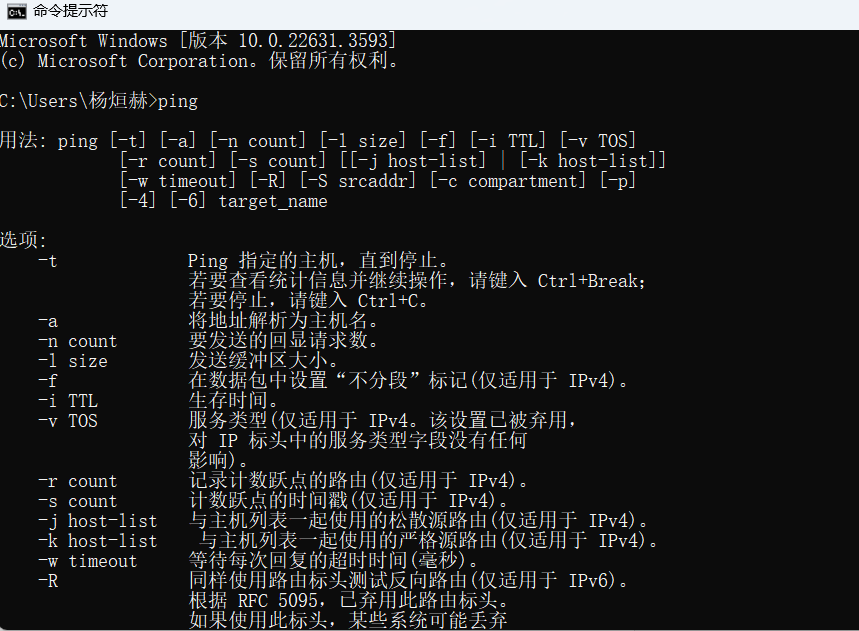 命令提示符
Microsoft Windows [版本 10.0.22631.3593]
(c) Microsoft Corporation。保留所有权利。
C:\Users\杨烜赫>ping
用法: ping [-t] [-a] [-n count] [-l size] [-f] [-i TTL] [-v TOS]
[-r count] [-s count] [[-j host-list] | [-k host-list]]
[-w timeout] [-R] [-S srcaddr] [-c compartment] [-p]
[-4] [-6] target_name
选项:
-t Ping 指定的主机，直到停止。
若要查看统计信息并继续操作，请键入 Ctrl+Break;
若要停止，请键入 Ctrl+C。
-a 将地址解析为主机名。
-n count 要发送的回显请求数。
-l size 发送缓冲区大小。
-f 在数据包中设置“不分段”标记(仅适用于 IPv4)。
-i TTL 生存时间。
-v TOS 服务类型(仅适用于 IPv4。该设置已被弃用，
对 IP 标头中的服务类型字段没有任何
影响)。
-r count 记录计数跃点的路由(仅适用于 IPv4)。
-s count 计数跃点的时间戳(仅适用于 IPv4)。
-j host-list 与主机列表一起使用的松散源路由(仅适用于 IPv4)。
-k host-list 与主机列表一起使用的严格源路由(仅适用于 IPv4)。
-w timeout 等待每次回复的超时时间(毫秒)。
-R 同样使用路由标头测试反向路由(仅适用于 IPv6)。
根据 RFC 5095，已弃用此路由标头。
如果使用此标头，某些系统可能丢弃